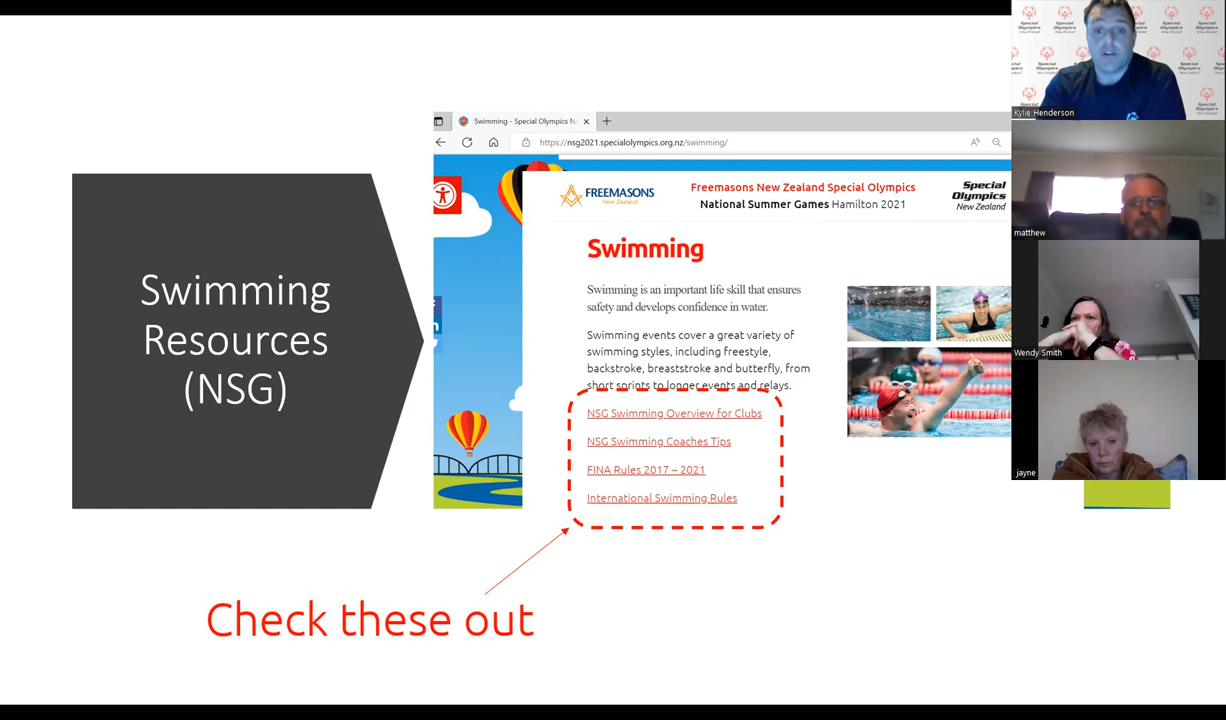 Swimming
Resources
(NSG)
Swimming - Special Olympics N
https://nsg2021.specialolympics.org.nz/swimming/
FREEMASONS
New Zealand
Freemasons New Zealand Special Olympics
National Summer Games Hamilton 2021
Special
Olympics
New Zealand
Swimming
Swimming is an important life skill that ensures
safety and develops confidence in water.
Swimming events cover a great variety of
swimming styles, including freestyle,
backstroke, breaststroke and butterfly, from
short sprints to longer events and relays.
NSG Swimming Overview for Clubs
NSG Swimming Coaches Tips
FINA Rules 2017 – 2021
International Swimming Rules
Check these out
Special
Olympics
Kylie Henderson
matthew
Wendy Smith
jayne